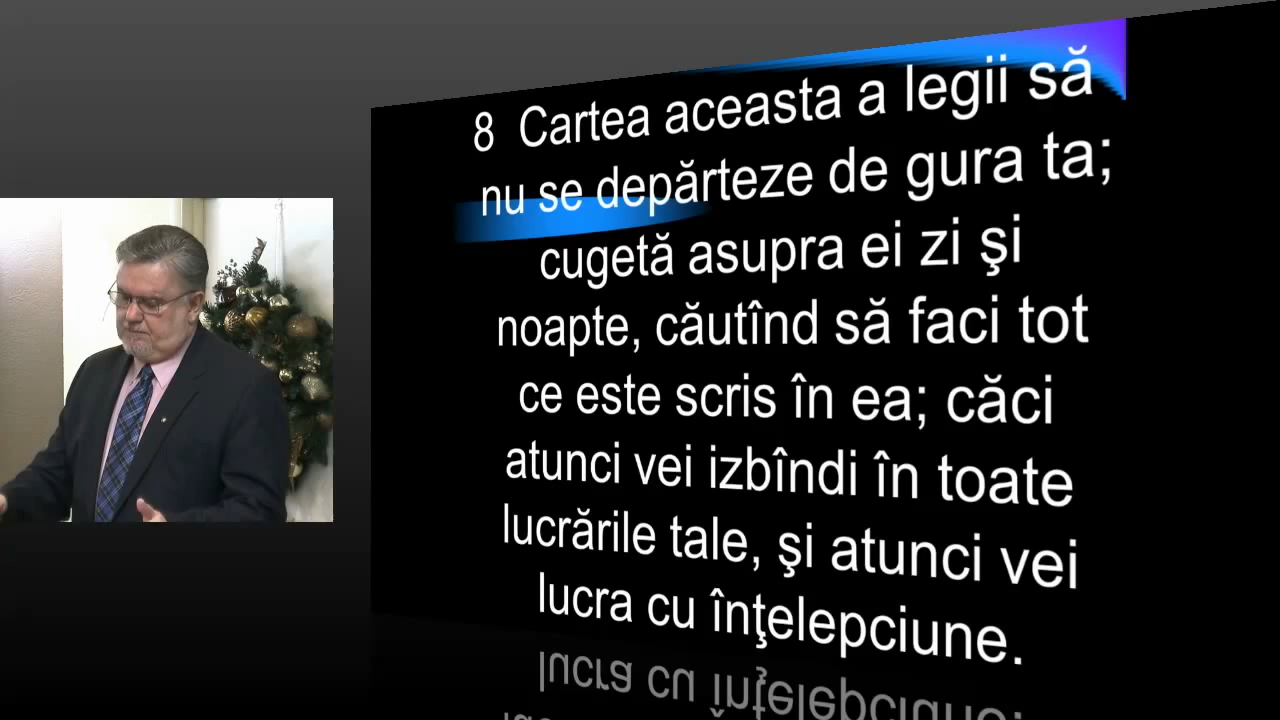 8 Cartea aceasta a legii să
nu se depărteze de gura ta;
cugetă asupra ei zi şi
noapte, căutînd să faci tot
ce este scris în ea; căci
atunci vei izbîndi în toate
lucrările tale, şi atunci vei
lucra cu înţelepciune.